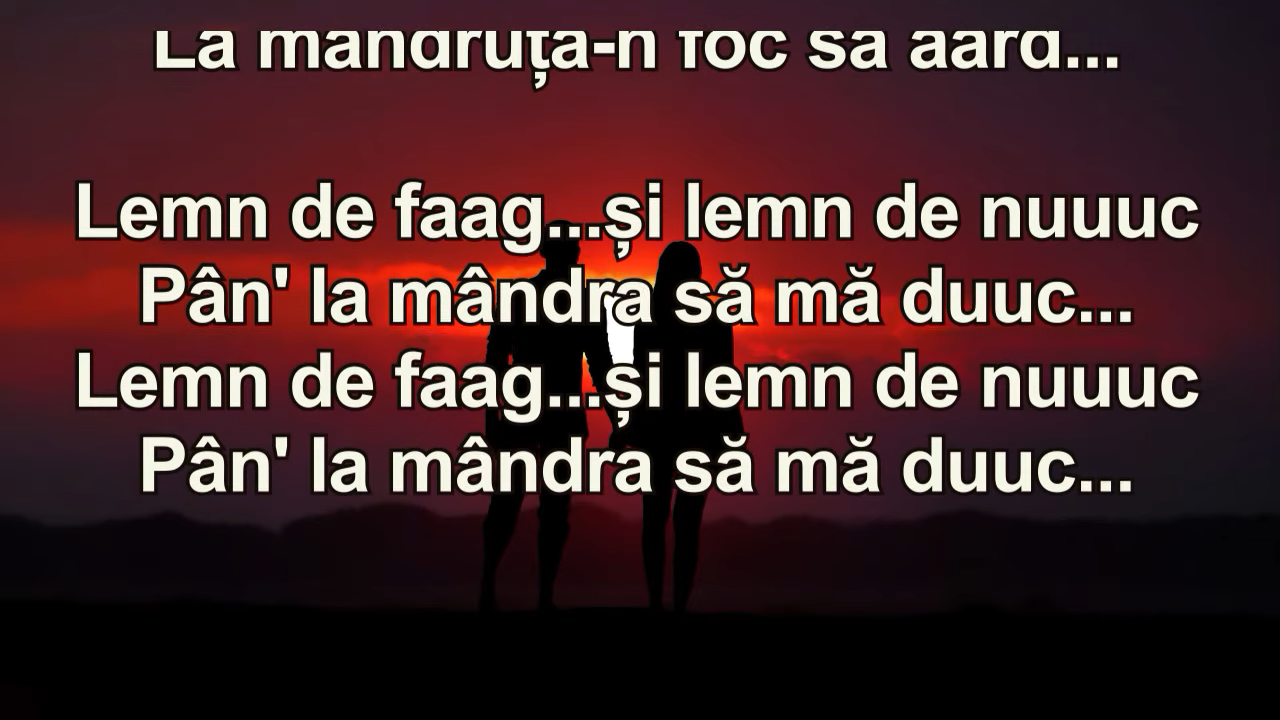 La mândruța-n foc să aard...
Lemn de faag...și lemn de nuuuc
Pân' la mândra să mă duuc...
Lemn de faag...și lemn de nuuuc
Pân' la mândra să mă duuc...